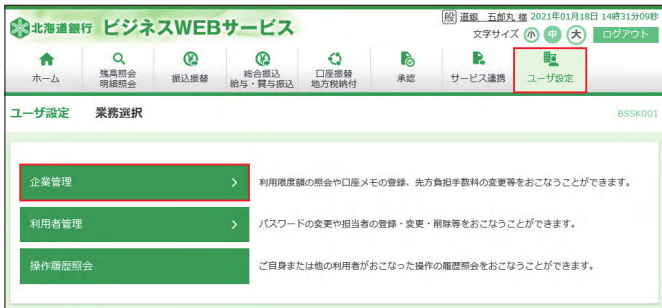 北海道銀行 ビジネスWEBサービス
般 道銀 五郎丸 様 2021年01月18日 14時31分09秒
文字サイズ 小 中 大 ログアウト
ホーム
残高照会
明細照会
振込振替
総合振込
給与・賞与振込
口座振替
地方税納付
承認
サービス連携
ユーザ設定
ユーザ設定 業務選択 BSSK001
企業管理 > 利用限度額の照会や口座メモの登録、先方負担手数料の変更等をおこなうことができます。
利用者管理 > パスワードの変更や担当者の登録・変更・削除等をおこなうことができます。
操作履歴照会 ご自身または他の利用者がおこなった操作の履歴照会をおこなうことができます。